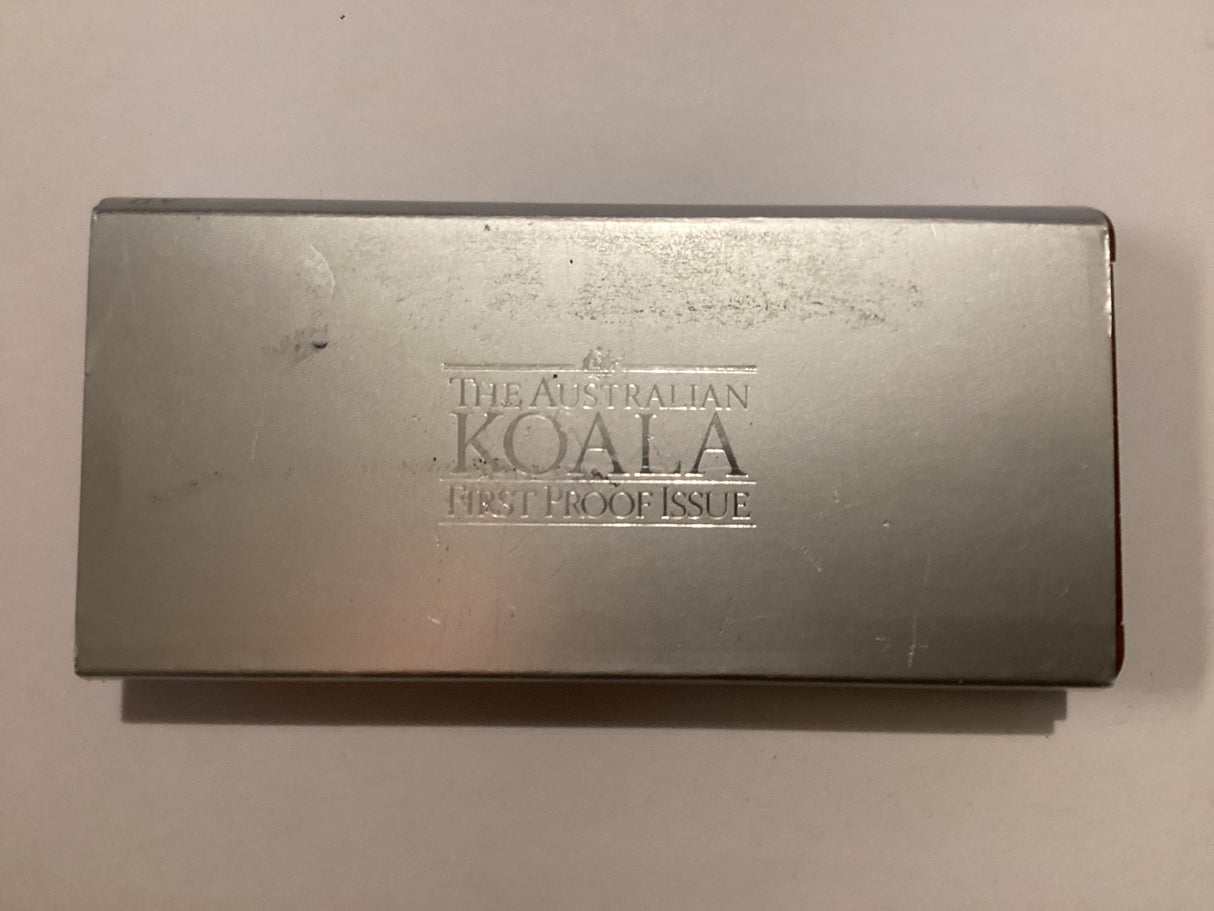 THE AUSTRALIAN
KOALA
FIRST PROOF ISSUE